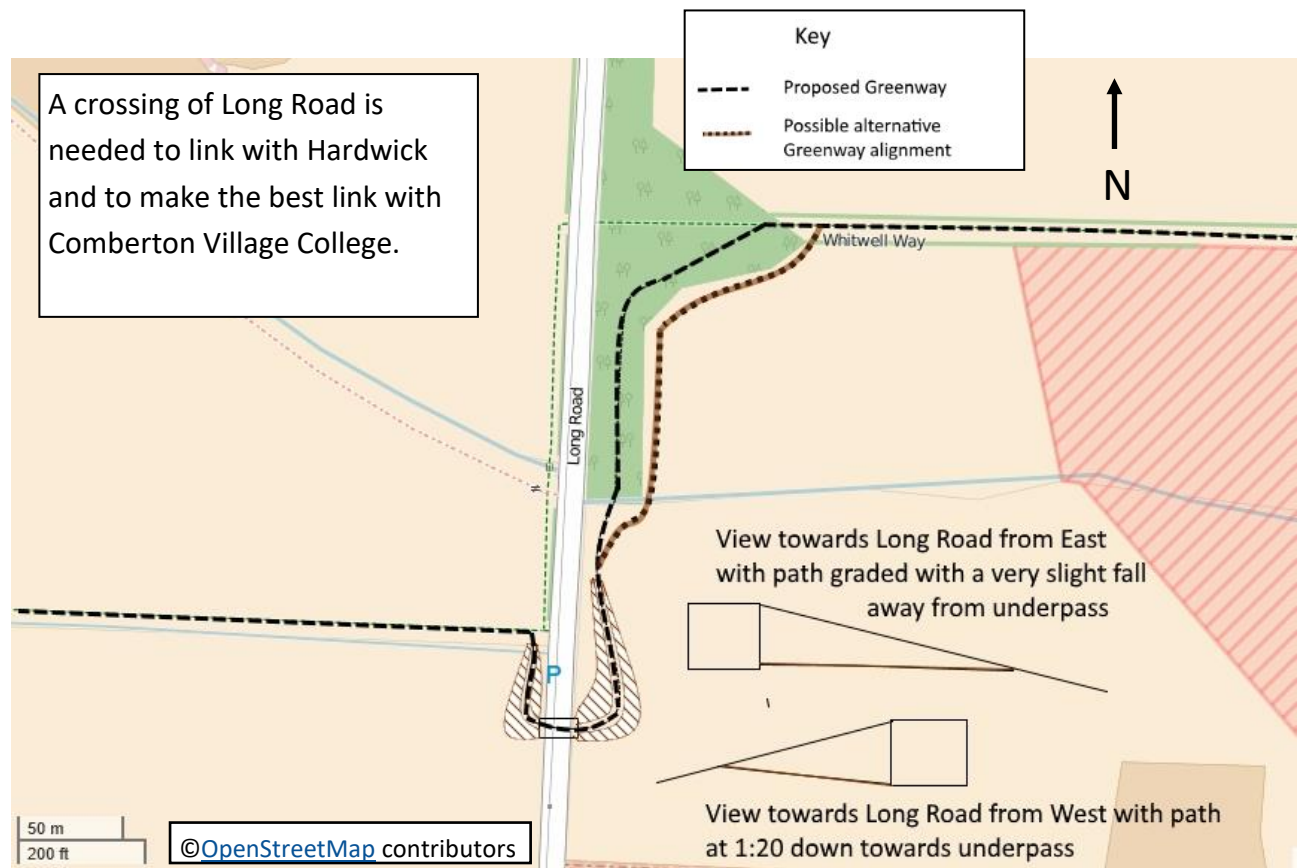 A crossing of Long Road is
needed to link with Hardwick
and to make the best link with
Comberton Village College.
Key
Proposed Greenway
Possible alternative
Greenway alignment
N
Whitwell Way
Long Road
P
View towards Long Road from East
with path graded with a very slight fall
away from underpass
View towards Long Road from West with path
at 1:20 down towards underpass
50 m
200 ft
©OpenStreetMap contributors